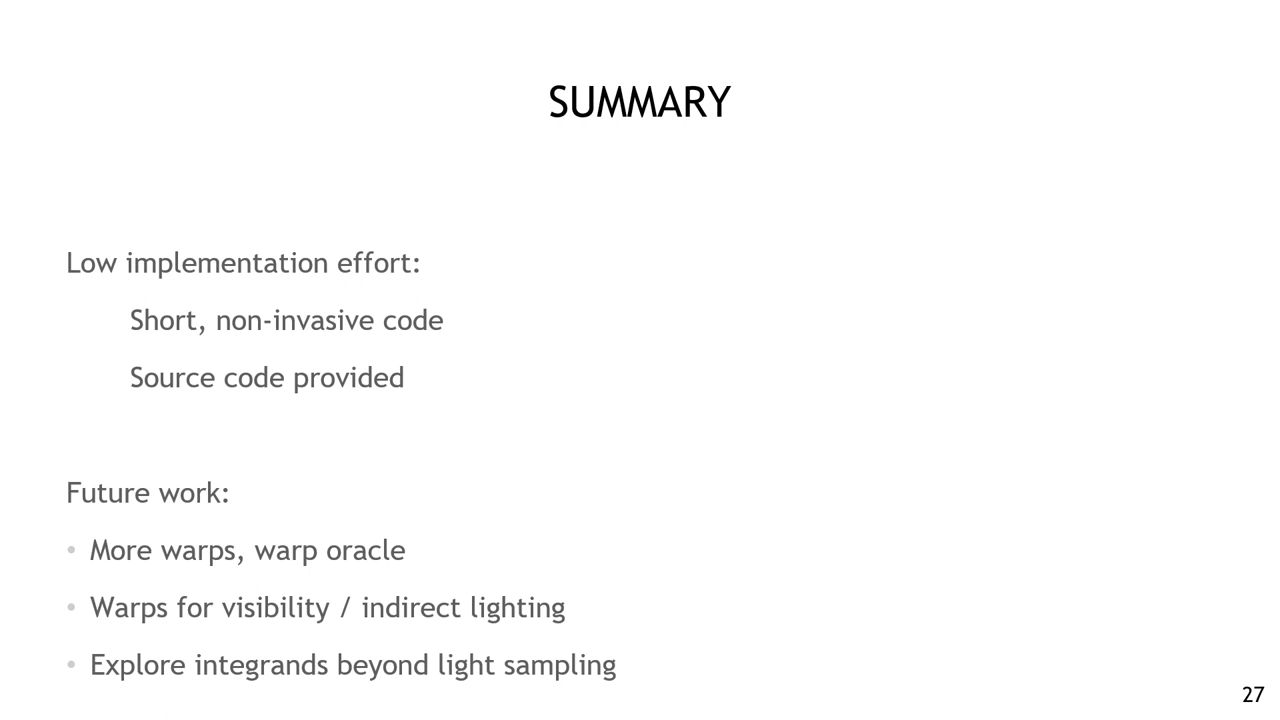 SUMMARY
Low implementation effort:
Short, non-invasive code
Source code provided
Future work:
• More warps, warp oracle
• Warps for visibility / indirect lighting
• Explore integrands beyond light sampling
27